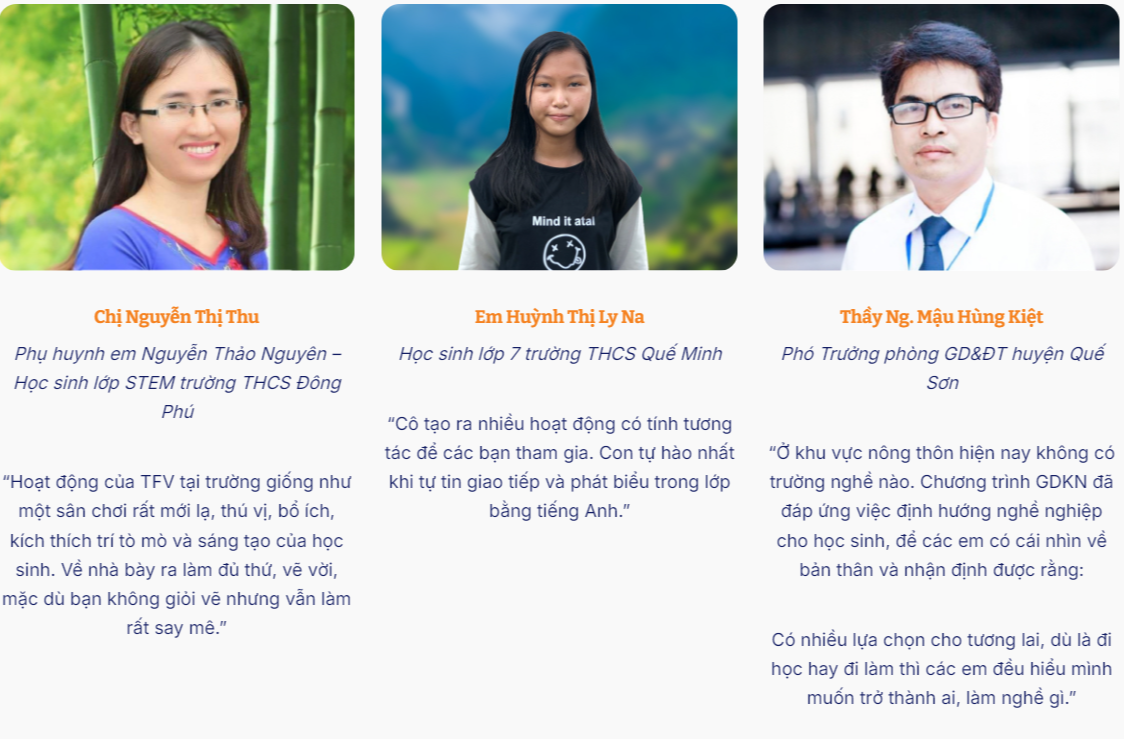 Mind it atal
Chị Nguyễn Thị Thu
Phụ huynh em Nguyễn Thảo Nguyên –
Học sinh lớp STEM trường THCS Đông
Phú
“Hoạt động của TFV tại trường giống như
một sân chơi rất mới lạ, thú vị, bổ ích,
kích thích trí tò mò và sáng tạo của học
sinh. Về nhà bày ra làm đủ thứ, vẽ vời,
mặc dù bạn không giỏi vẽ nhưng vẫn làm
rất say mê.”
Em Huỳnh Thị Ly Na
Học sinh lớp 7 trường THCS Quế Minh
“Cô tạo ra nhiều hoạt động có tính tương
tác để các bạn tham gia. Con tự hào nhất
khi tự tin giao tiếp và phát biểu trong lớp
bằng tiếng Anh.”
Thầy Ng. Mậu Hùng Kiệt
Phó Trưởng phòng GD&ĐT huyện Quế
Sơn
“Ở khu vực nông thôn hiện nay không có
trường nghề nào. Chương trình GDKN đã
đáp ứng việc định hướng nghề nghiệp
cho học sinh, để các em có cái nhìn về
bản thân và nhận định được rằng:
Có nhiều lựa chọn cho tương lai, dù là đi
học hay đi làm thì các em đều hiểu mình
muốn trở thành ai, làm nghề gì.”